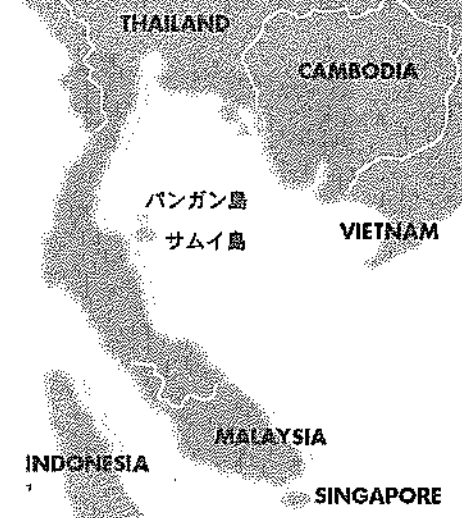 THAILAND
CAMBODIA
パンガン島
サムイ島
VIETNAM
MALAYSIA
INDONESIA
SINGAPORE